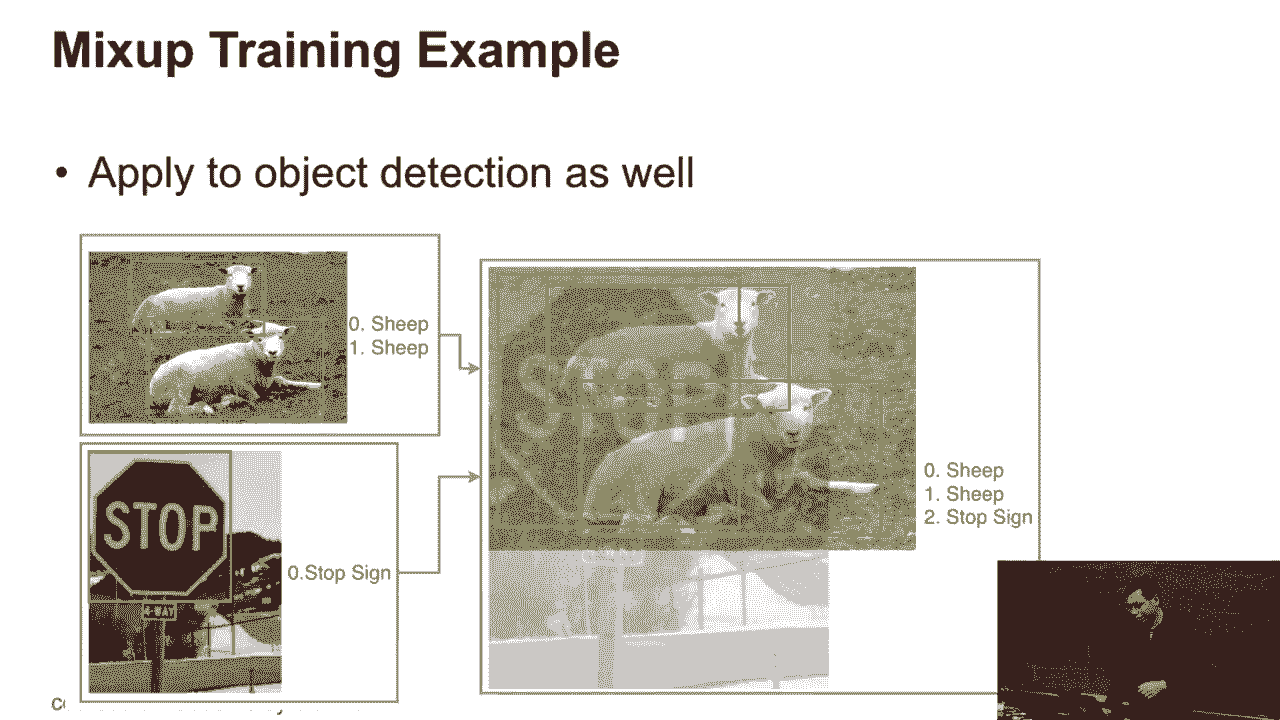 Mixup Training Example
• Apply to object detection as well
0. Sheep
1. Sheep
STOP
4-WAY
0.Stop Sign
STOP
0. Sheep
1. Sheep
2. Stop Sign